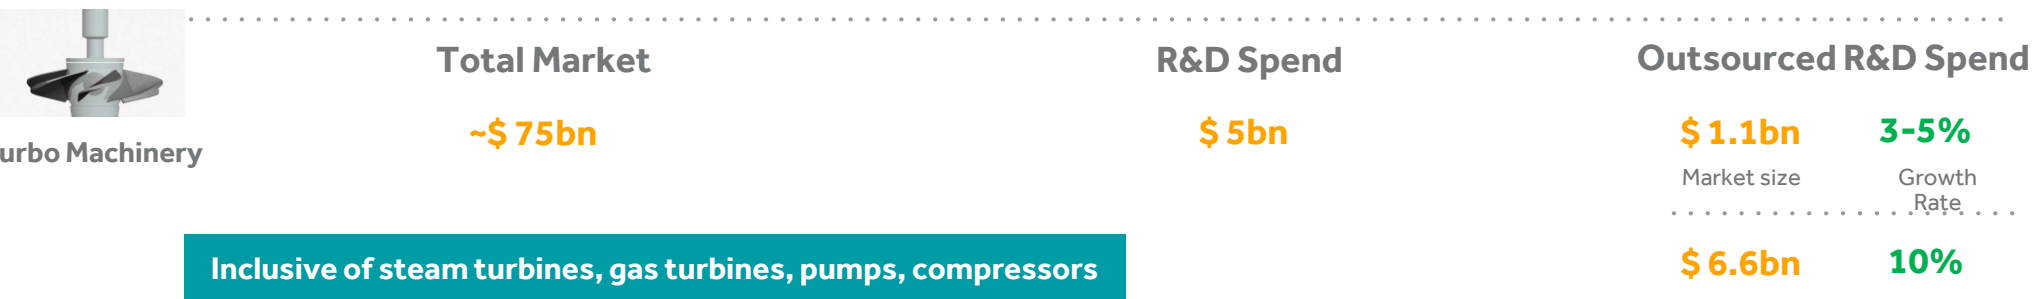 Total Market
R&D Spend
Outsourced R&D Spend
~$ 75bn
$ 5bn
$ 1.1bn
3-5%
urbo Machinery
Market size
Growth
Rate
Inclusive of steam turbines, gas turbines, pumps, compressors
$ 6.6bn
10%